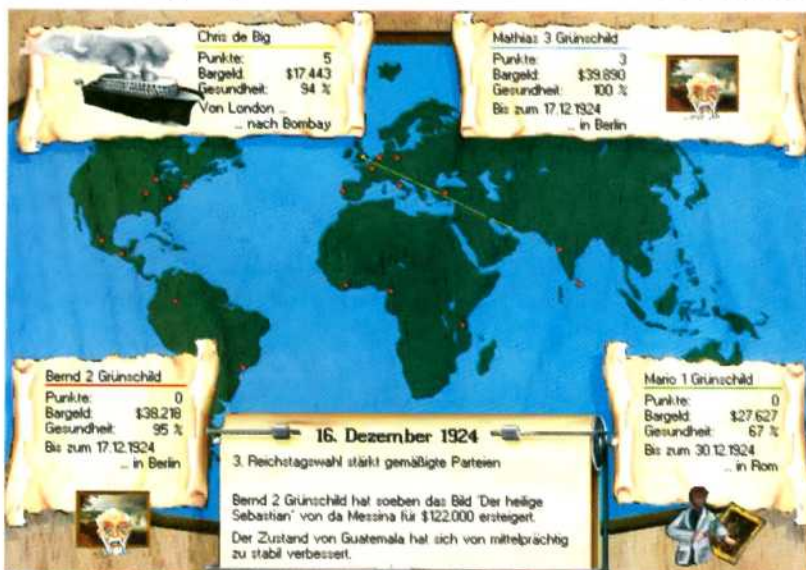 Chris de Big
Punkte: 5
Bargeld: $17.443
Gesundheit: 94 %
Von London ...
... nach Bombay
Mathias 3 Grünschild
Punkte: 3
Bargeld: $39.890
Gesundheit: 100 %
Bis zum 17.12.1924
... in Berlin
Bernd 2 Grünschild
Punkte: 0
Bargeld: $38.218
Gesundheit: 95 %
Bis zum 17.12.1924
... in Berlin
16. Dezember 1924
3. Reichstagswahl stärkt gemäßigte Parteien
Bernd 2 Grünschild hat soeben das Bild 'Der heilige
Sebastian' von da Messina für $122.000 ersteigert.
Der Zustand von Guatemala hat sich von mittelprächtig
zu stabil verbessert.
Mario 1 Grünschild
Punkte: 0
Bargeld: $27.627
Gesundheit: 67 %
Bis zum 30.12.1924
... in Rom